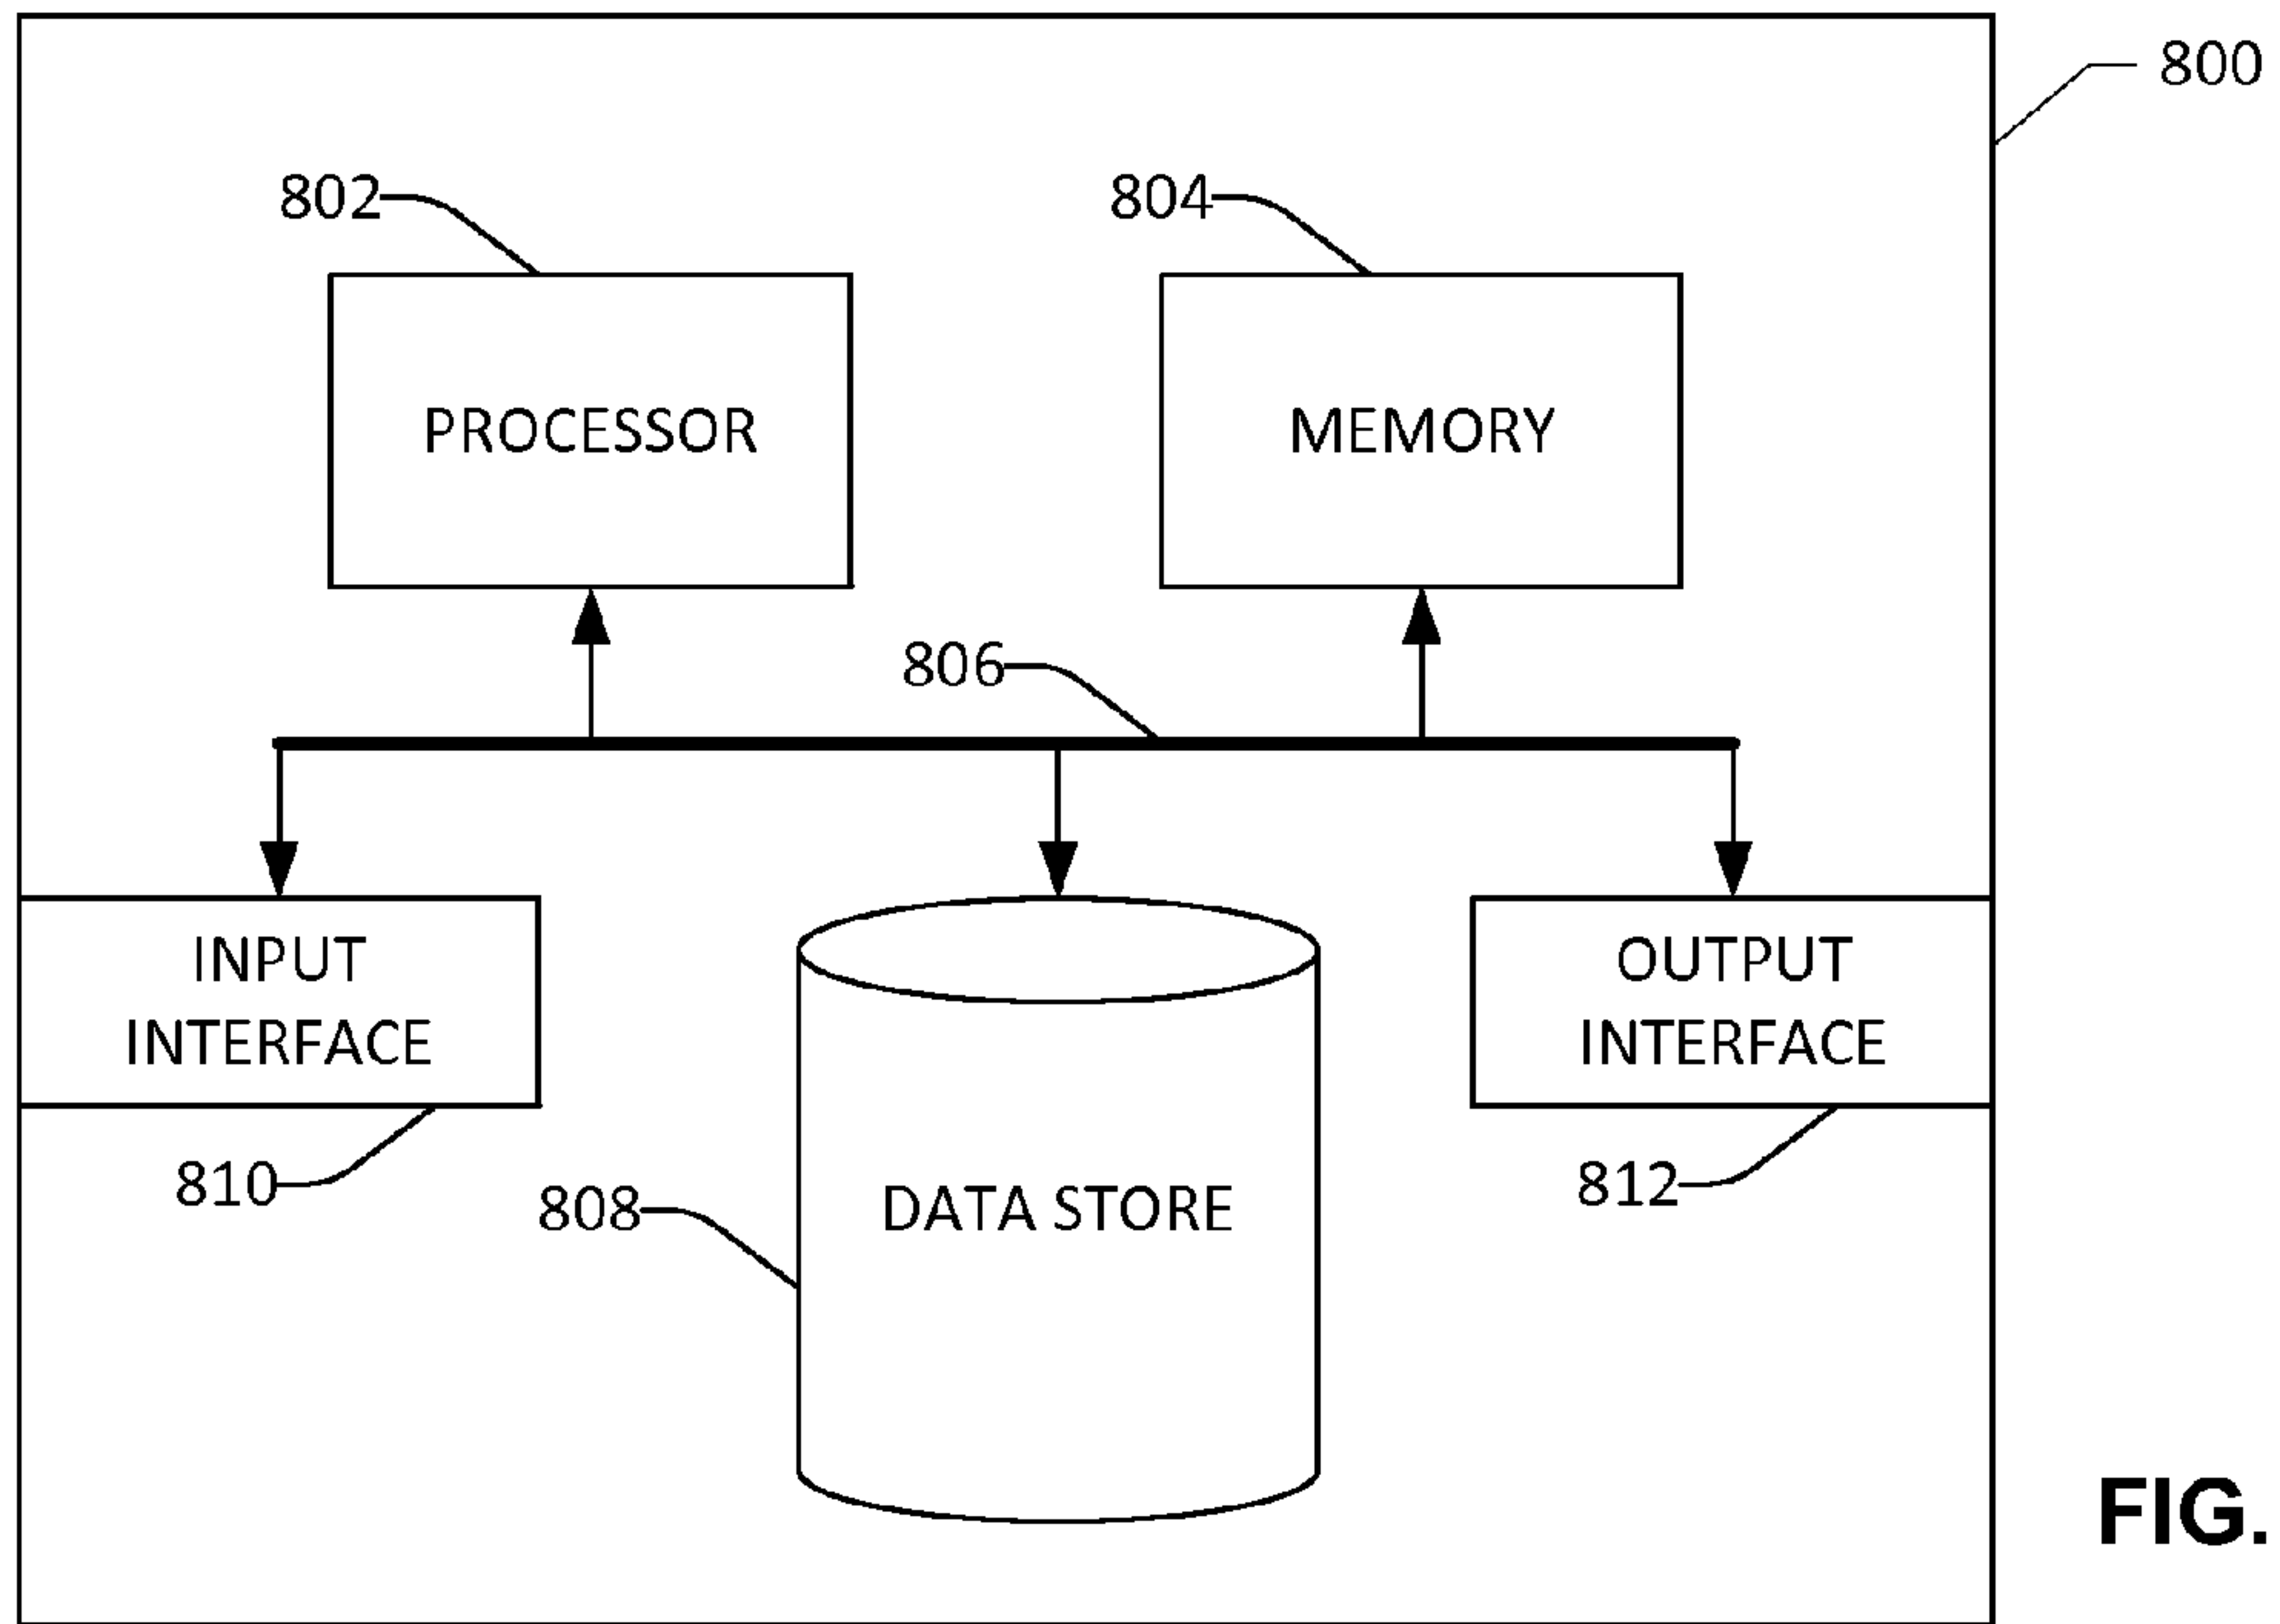 800
802
804
PROCESSOR
MEMORY
806
INPUT
INTERFACE
OUTPUT
INTERFACE
810
808
DATA STORE
812
FIG.